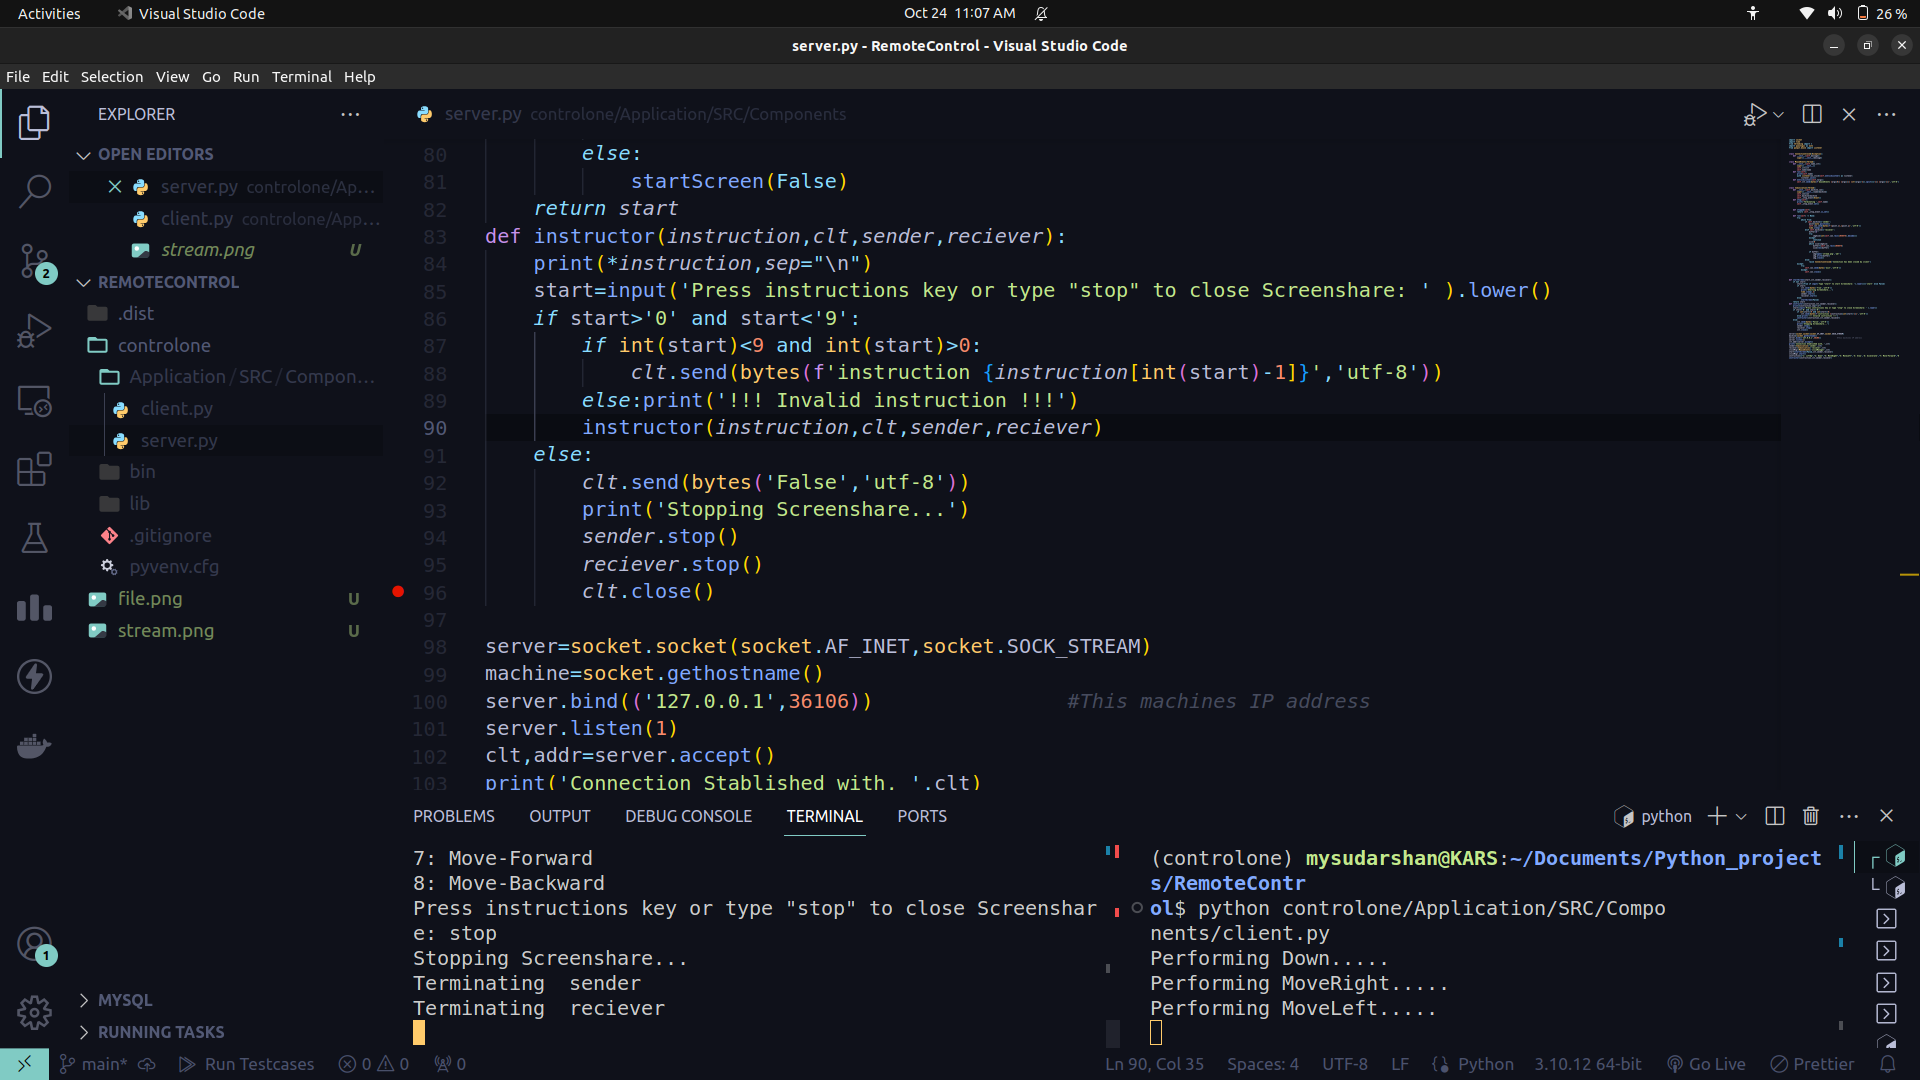 Activities
Visual Studio Code
Oct 24 11:07 AM
26 %
server.py - RemoteControl - Visual Studio Code
File Edit Selection View Go Run Terminal Help
EXPLORER
server.py controlone/Application/SRC/Components
OPEN EDITORS
server.py controlone/Ap...
client.py controlone/App...
stream.png U
REMOTECONTROL
.dist
controlone
Application/SRC/Compon...
client.py
server.py
bin
lib
.gitignore
pyvenv.cfg
file.png U
stream.png U
MYSQL
RUNNING TASKS
2
1
80 else:
81 startScreen(False)
82 return start
83 def instructor(instruction,clt,sender,reciever):
84 print(*instruction,sep="\n")
85 start=input('Press instructions key or type "stop" to close Screenshare: ' ).lower()
86 if start>'0' and start<'9':
87 if int(start)<9 and int(start)>0:
88 clt.send(bytes(f'instruction {instruction[int(start)-1]}','utf-8'))
89 else:print('!!! Invalid instruction !!!')
90 instructor(instruction,clt,sender,reciever)
91 else:
92 clt.send(bytes('False','utf-8'))
93 print('Stopping Screenshare...')
94 sender.stop()
95 reciever.stop()
96 clt.close()
97
98 server=socket.socket(socket.AF_INET,socket.SOCK_STREAM)
99 machine=socket.gethostname()
100 server.bind(('127.0.0.1',36106)) #This machines IP address
101 server.listen(1)
102 clt,addr=server.accept()
103 print('Connection Stablished with. '.clt)
PROBLEMS OUTPUT DEBUG CONSOLE TERMINAL PORTS
python
7: Move-Forward
8: Move-Backward
Press instructions key or type "stop" to close Screenshar
e: stop
Stopping Screenshare...
Terminating sender
Terminating reciever
(controlone) mysudarshan@KARS:~/Documents/Python_project
s/RemoteContr
ol$ python controlone/Application/SRC/Compo
nents/client.py
Performing Down.....
Performing MoveRight.....
Performing MoveLeft.....
main* Run Testcases 0 0 0
Ln 90, Col 35 Spaces: 4 UTF-8 LF Python 3.10.12 64-bit Go Live Prettier